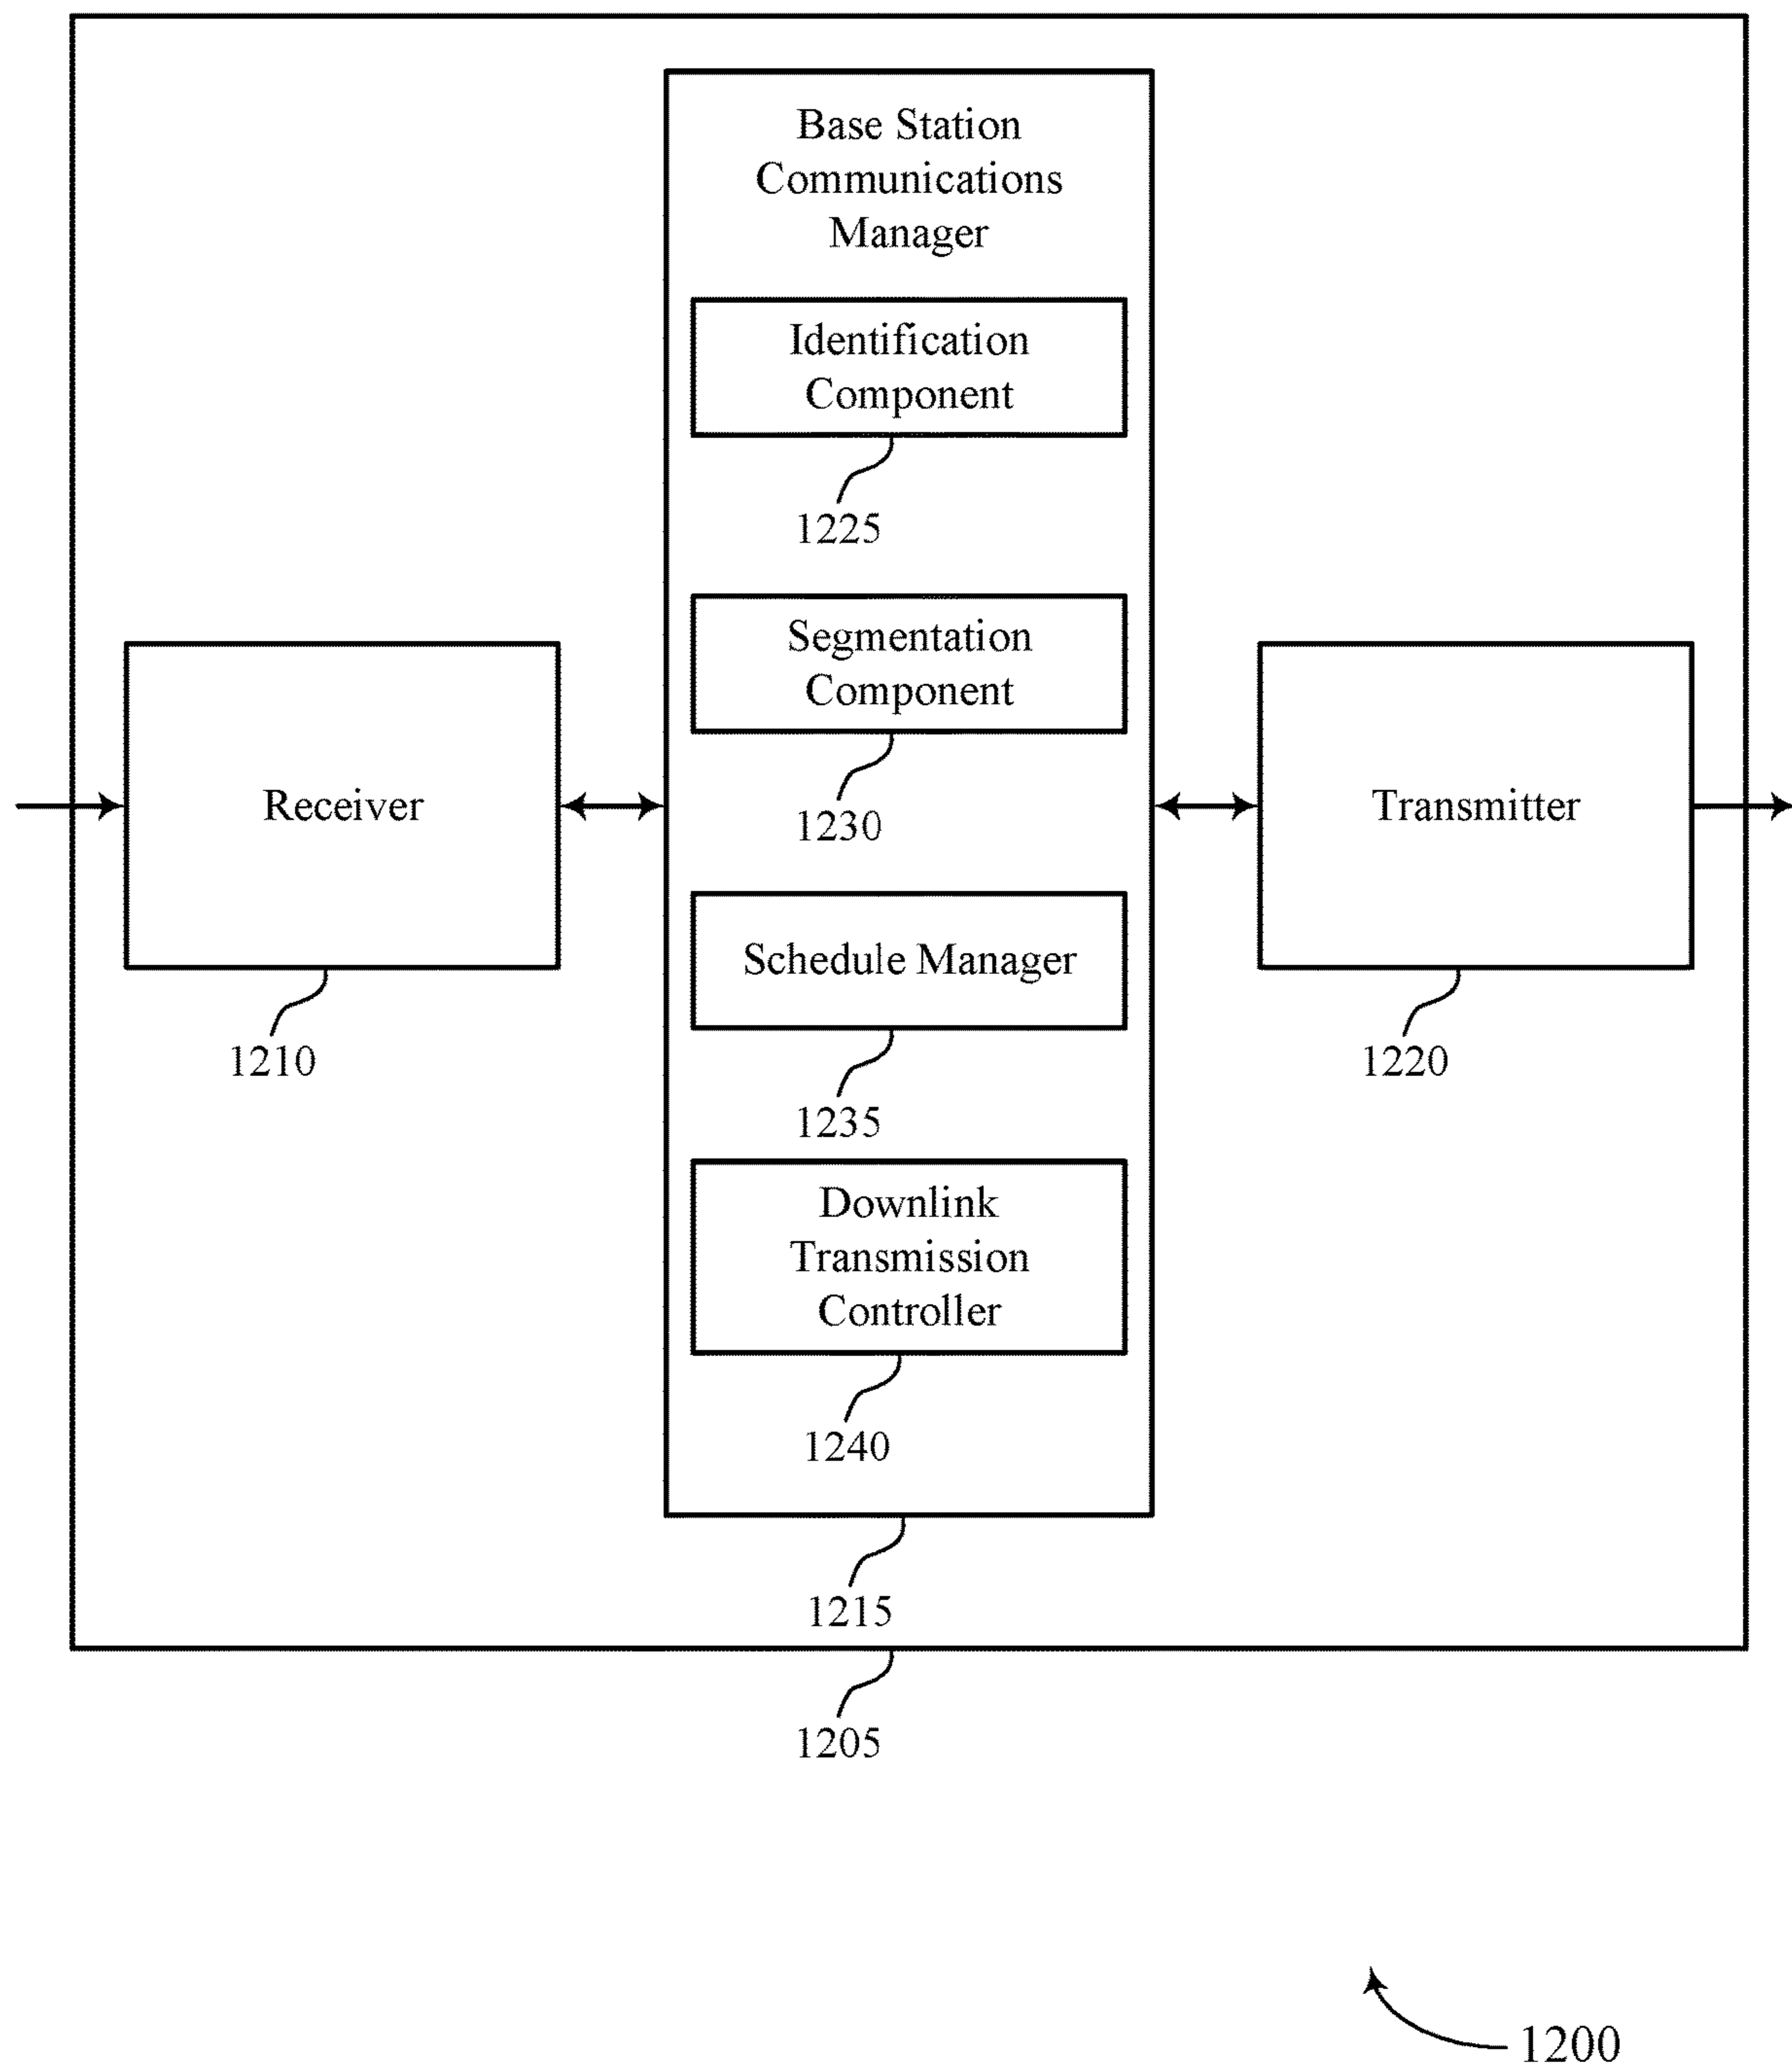 Base Station
Communications
Manager
Identification
Component
1225
Segmentation
Component
1230
Receiver
1210
Transmitter
1220
Schedule Manager
1235
Downlink
Transmission
Controller
1240
1215
1205
1200